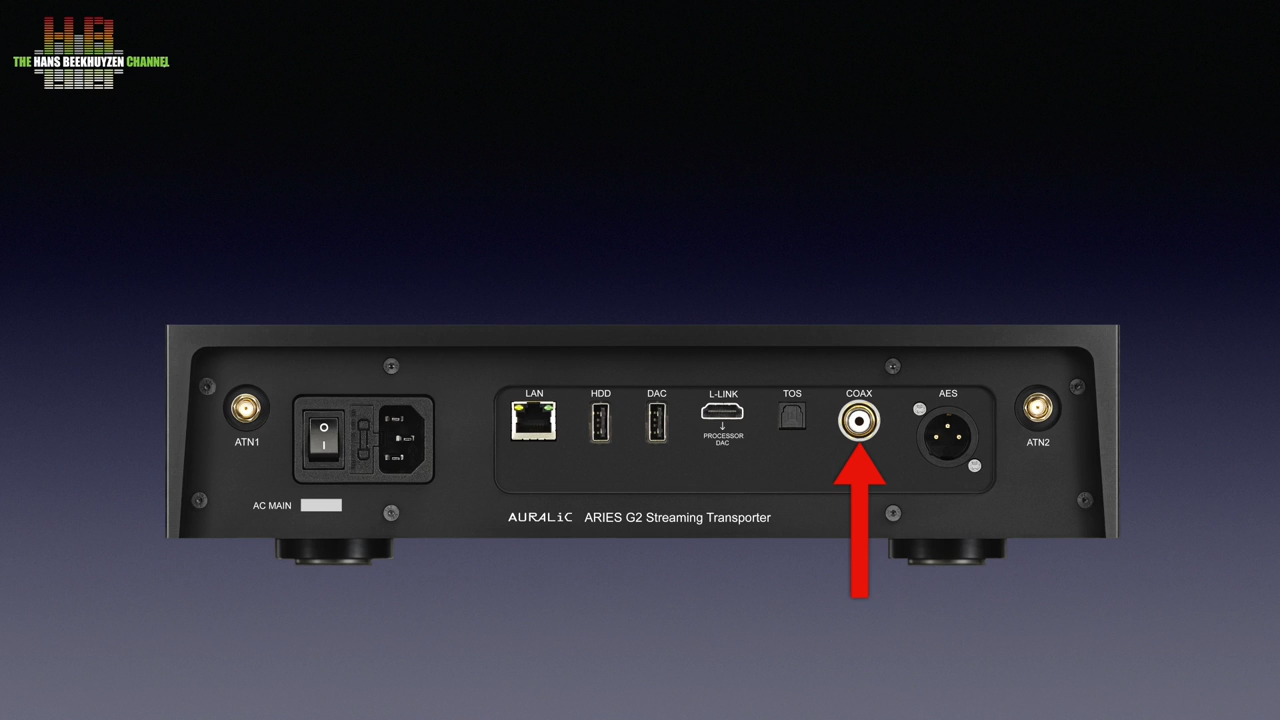 THE HANS BEEKHUYZEN CHANNEL
LAN
HDD
DAC
L-LINK
TOS
COAX
AES
PROCESSOR
DAC
ATN1
ATN2
O
I
AC MAIN
AURALiC ARIES G2 Streaming Transporter